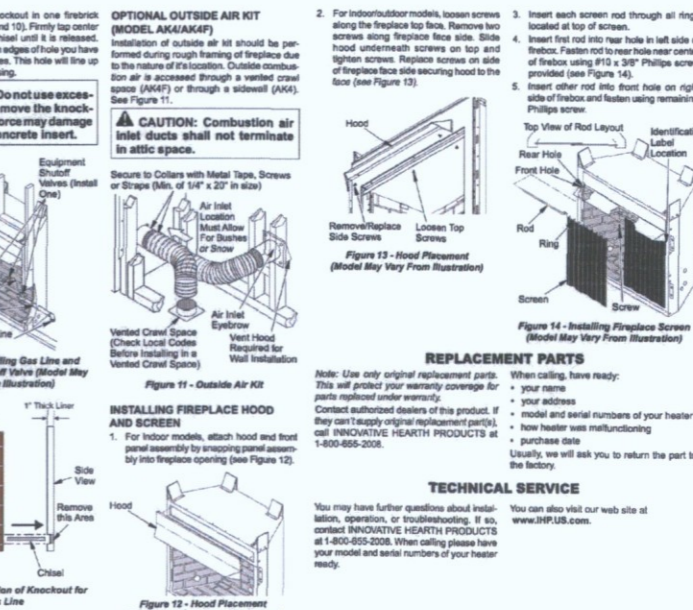 ockout in one firebrick
nd 10). Firmly tap center
hisel until it is released.
edges of hole you have
es. This hole will line up
ing.
Do not use exces-
move the knock-
orce may damage
ncrete insert.
Equipment
Shutoff
Valves (Install
One)
ine
lling Gas Line and
ff Valve (Model May
Illustration)
1" Thick Liner
Side
View
Remove
this Area
Chisel
ion of Knockout for
Line
OPTIONAL OUTSIDE AIR KIT
(MODEL AK4/AK4F)
Installation of outside air kit should be per-
formed during rough framing of fireplace due
to the nature of it's location. Outside combus-
tion air is accessed through a vented crawl
space (AK4F) or through a sidewall (AK4).
See Figure 11.
CAUTION: Combustion air
inlet ducts shall not terminate
in attic space.
Secure to Collars with Metal Tape, Screws
or Straps (Min. of 1/4" x 20" in size)
Air Inlet
Location
Must Allow
For Bushes
or Snow
Air Inlet
Eyebrow
Vented Crawl Space
(Check Local Codes
Before Installing in a
Vented Crawl Space)
Vent Hood
Required for
Wall Installation
Figure 11 - Outside Air Kit
INSTALLING FIREPLACE HOOD
AND SCREEN
1. For indoor models, attach hood and front
panel assembly by snapping panel assem-
bly into fireplace opening (see Figure 12).
Hood
Figure 12 - Hood Placement
2. For indoor/outdoor models, loosen screws
along the fireplace top face. Remove two
screws along fireplace face side. Slide
hood underneath screws on top and
tighten screws. Replace screws on side
of fireplace face side securing hood to the
face (see Figure 13).
Hood
Remove/Replace
Side Screws
Loosen Top
Screws
Figure 13 - Hood Placement
(Model May Vary From Illustration)
3. Insert each screen rod through all ring
located at top of screen.
4. Insert first rod into rear hole in left side o
firebox. Fasten rod to rear hole near cent
of firebox using #10 x 3/8" Phillips screw
provided (see Figure 14).
5. Insert other rod into front hole on righ
side of firebox and fasten using remaining
Phillips screw.
Top View of Rod Layout
Identificati
Label
Location
Rear Hole
Front Hole
Rod
Ring
Screen
Screw
Figure 14 - Installing Fireplace Screen
(Model May Vary From Illustration)
REPLACEMENT PARTS
Note: Use only original replacement parts.
This will protect your warranty coverage for
parts replaced under warranty.
Contact authorized dealers of this product. If
they can't supply original replacement part(s),
call INNOVATIVE HEARTH PRODUCTS at
1-800-655-2008.
When calling, have ready:
• your name
• your address
• model and serial numbers of your heater
• how heater was malfunctioning
• purchase date
Usually, we will ask you to return the part to
the factory.
TECHNICAL SERVICE
You may have further questions about instal-
lation, operation, or troubleshooting. If so,
contact INNOVATIVE HEARTH PRODUCTS
at 1-800-655-2008. When calling please have
your model and serial numbers of your heater
ready.
You can also visit our web site at
www.IHP.US.com.